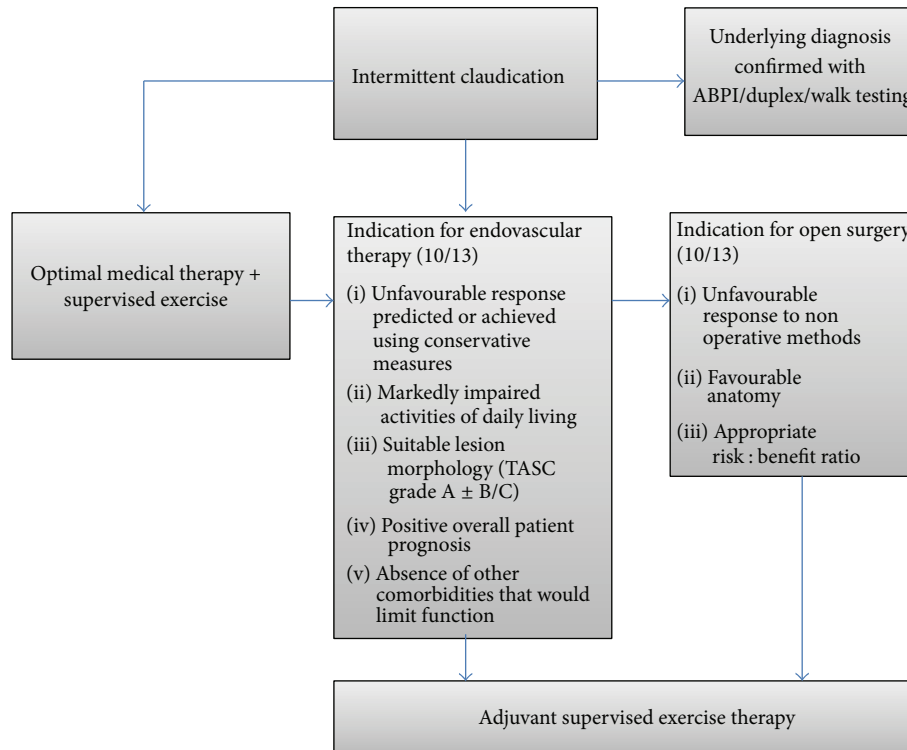 Intermittent claudication
Underlying diagnosis
confirmed with
ABPI/duplex/walk testing
Optimal medical therapy +
supervised exercise
Indication for endovascular
therapy (10/13)
(i) Unfavourable response
predicted or achieved
using conservative
measures
(ii) Markedly impaired
activities of daily living
(iii) Suitable lesion
morphology (TASC
grade A ± B/C)
(iv) Positive overall patient
prognosis
(v) Absence of other
comorbidities that would
limit function
Indication for open surgery
(10/13)
(i) Unfavourable
response to non
operative methods
(ii) Favourable
anatomy
(iii) Appropriate
risk : benefit ratio
Adjuvant supervised exercise therapy